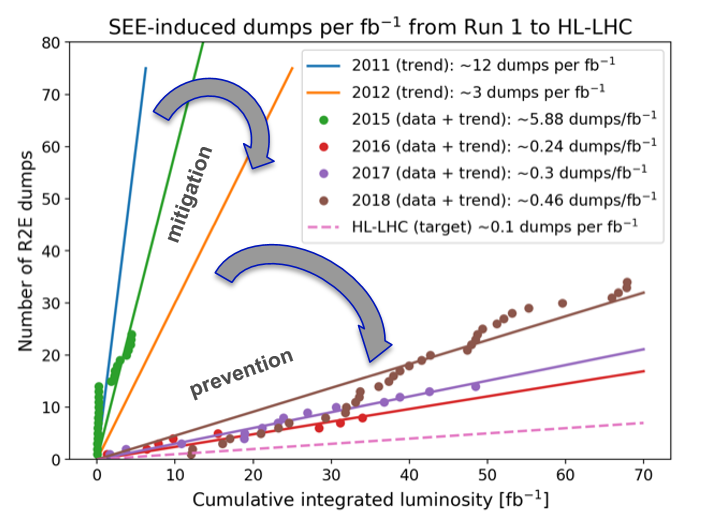 SEE-induced dumps per fb⁻¹ from Run 1 to HL-LHC
80
70
60
50
40
30
20
10
0
Number of R2E dumps
2011 (trend): ~12 dumps per fb⁻¹
2012 (trend): ~3 dumps per fb⁻¹
2015 (data + trend): ~5.88 dumps/fb⁻¹
2016 (data + trend): ~0.24 dumps/fb⁻¹
2017 (data + trend): ~0.3 dumps/fb⁻¹
2018 (data + trend): ~0.46 dumps/fb⁻¹
HL-LHC (target) ~0.1 dumps per fb⁻¹
mitigation
prevention
0 10 20 30 40 50 60 70
Cumulative integrated luminosity [fb⁻¹]